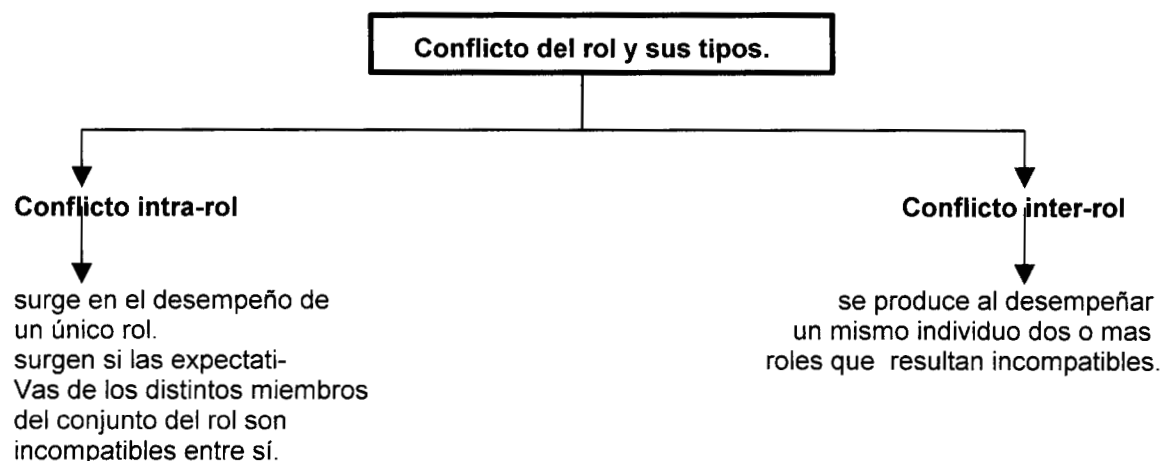 Conflicto del rol y sus tipos.
Conflicto intra-rol
surge en el desempeño de
un único rol.
surgen si las expectati-
Vas de los distintos miembros
del conjunto del rol son
incompatibles entre sí.
Conflicto inter-rol
se produce al desempeñar
un mismo individuo dos o mas
roles que resultan incompatibles.